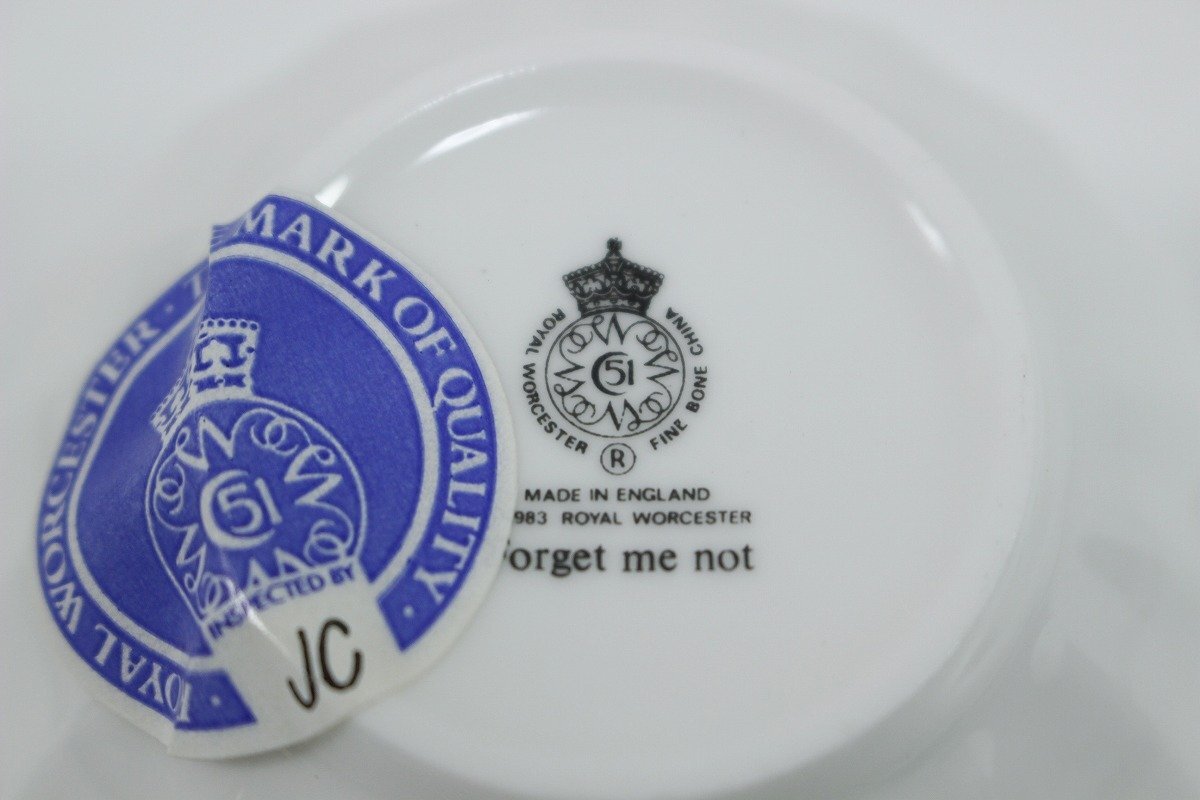 ROYAL WORCESTER · T MARK OF QUALITY ·
51
INSPECTED BY
JC
ROYAL WORCESTER FINE BONE CHINA
51
R
MADE IN ENGLAND
983 ROYAL WORCESTER
orget me not